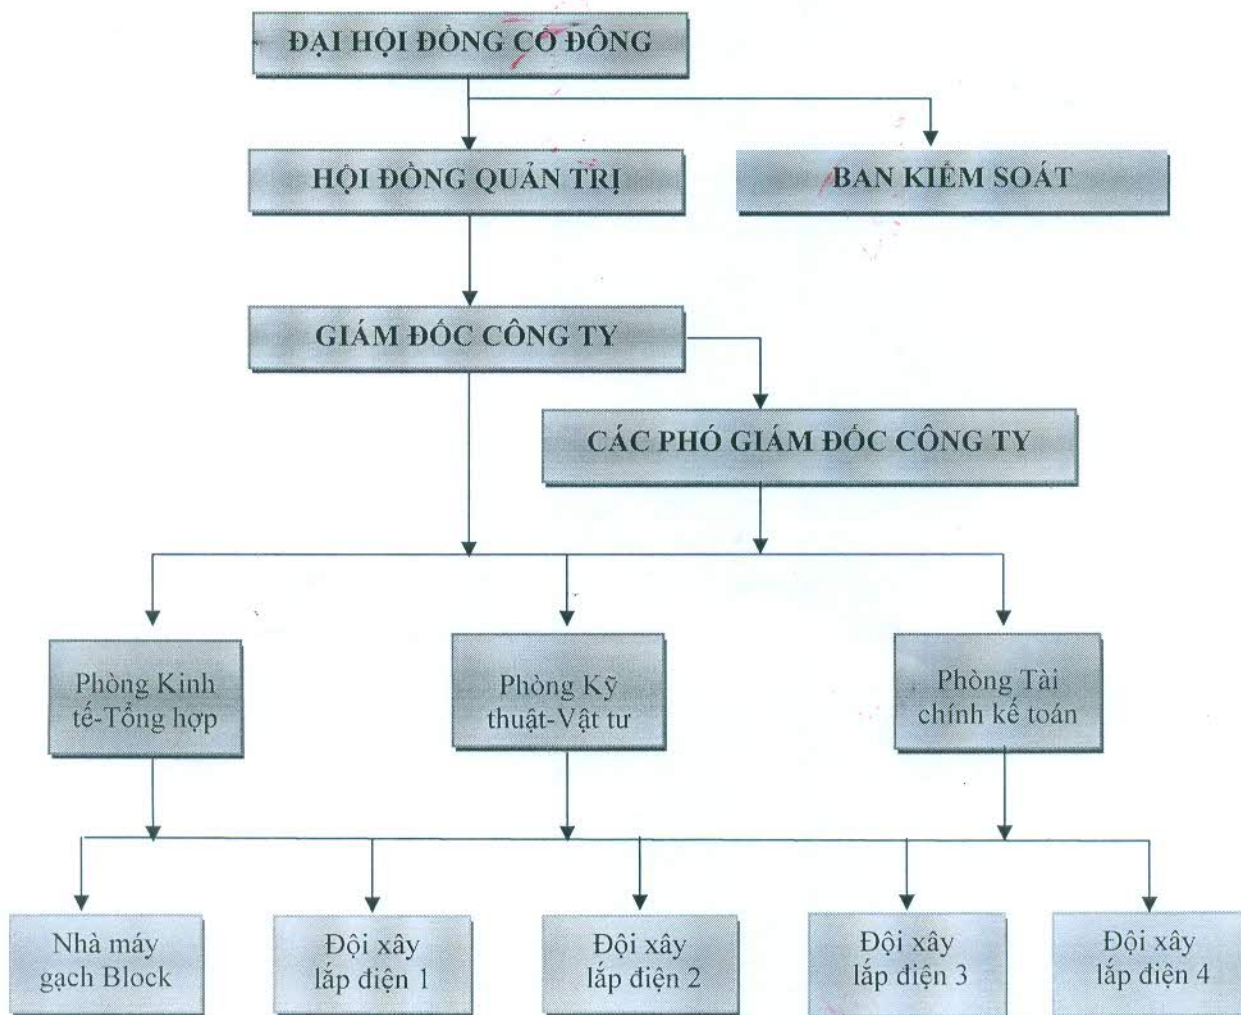 ĐẠI HỘI ĐỒNG CỔ ĐÔNG
HỘI ĐỒNG QUẢN TRỊ
BAN KIỂM SOÁT
GIÁM ĐỐC CÔNG TY
CÁC PHÓ GIÁM ĐỐC CÔNG TY
Phòng Kinh
tế-Tổng hợp
Phòng Kỹ
thuật-Vật tư
Phòng Tài
chính kế toán
Nhà máy
gạch Block
Đội xây
lắp điện 1
Đội xây
lắp điện 2
Đội xây
lắp điện 3
Đội xây
lắp điện 4